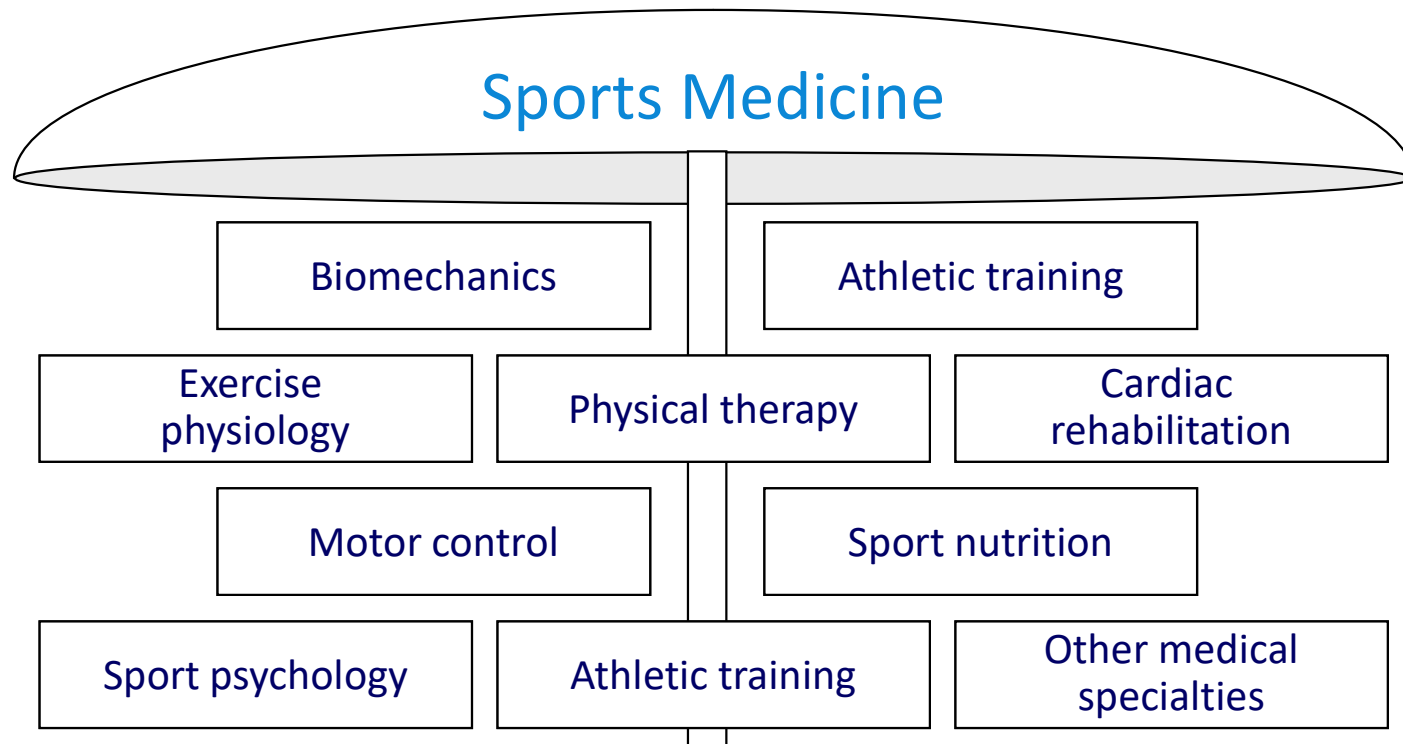 Sports Medicine
Biomechanics
Athletic training
Exercise
physiology
Physical therapy
Cardiac
rehabilitation
Motor control
Sport nutrition
Sport psychology
Athletic training
Other medical
specialties